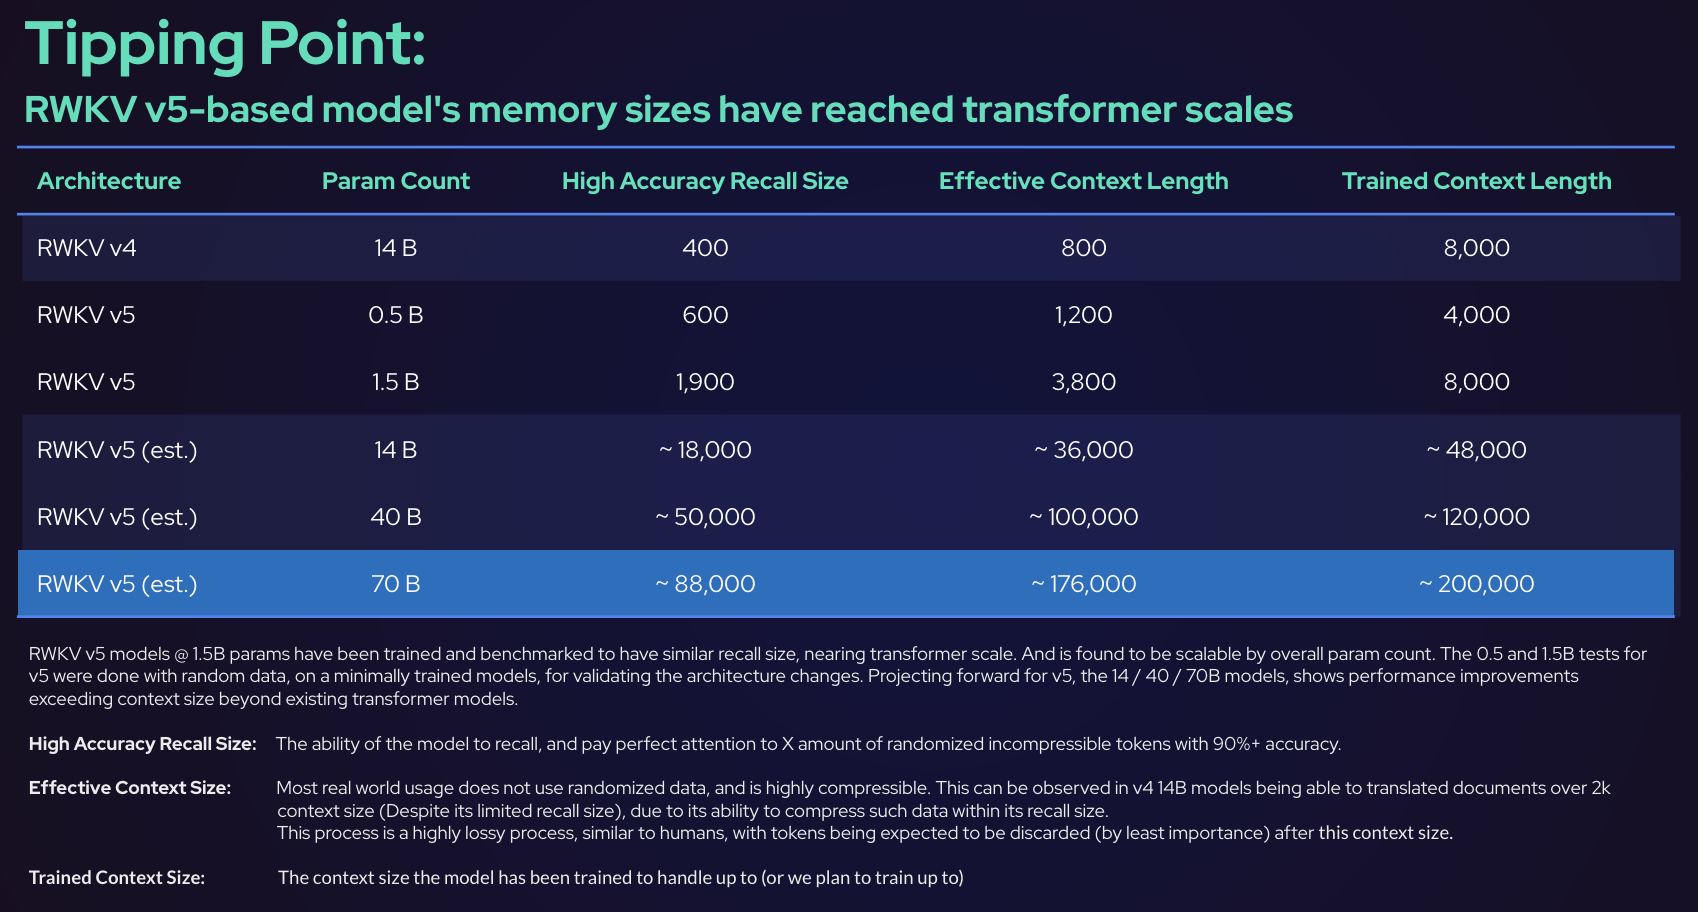 Tipping Point:
RWKV v5-based model's memory sizes have reached transformer scales
Architecture Param Count High Accuracy Recall Size Effective Context Length Trained Context Length
RWKV v4 14 B 400 800 8,000
RWKV v5 0.5 B 600 1,200 4,000
RWKV v5 1.5 B 1,900 3,800 8,000
RWKV v5 (est.) 14 B ~ 18,000 ~ 36,000 ~ 48,000
RWKV v5 (est.) 40 B ~ 50,000 ~ 100,000 ~ 120,000
RWKV v5 (est.) 70 B ~ 88,000 ~ 176,000 ~ 200,000
RWKV v5 models @ 1.5B params have been trained and benchmarked to have similar recall size, nearing transformer scale. And is found to be scalable by overall param count. The 0.5 and 1.5B tests for
v5 were done with random data, on a minimally trained models, for validating the architecture changes. Projecting forward for v5, the 14 / 40 / 70B models, shows performance improvements
exceeding context size beyond existing transformer models.
High Accuracy Recall Size: The ability of the model to recall, and pay perfect attention to X amount of randomized incompressible tokens with 90%+ accuracy.
Effective Context Size: Most real world usage does not use randomized data, and is highly compressible. This can be observed in v4 14B models being able to translated documents over 2k
context size (Despite its limited recall size), due to its ability to compress such data within its recall size.
This process is a highly lossy process, similar to humans, with tokens being expected to be discarded (by least importance) after this context size.
Trained Context Size: The context size the model has been trained to handle up to (or we plan to train up to)